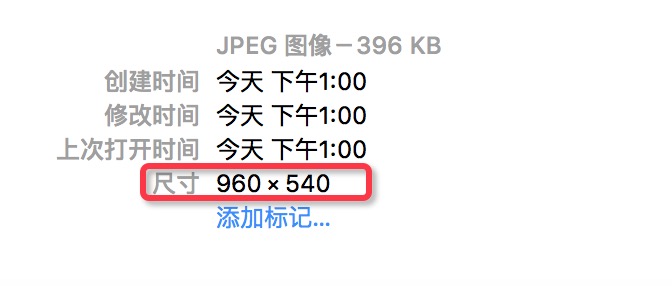 JPEG 图像－396 KB
创建时间 今天 下午1:00
修改时间 今天 下午1:00
上次打开时间 今天 下午1:00
尺寸 960 × 540
添加标记...